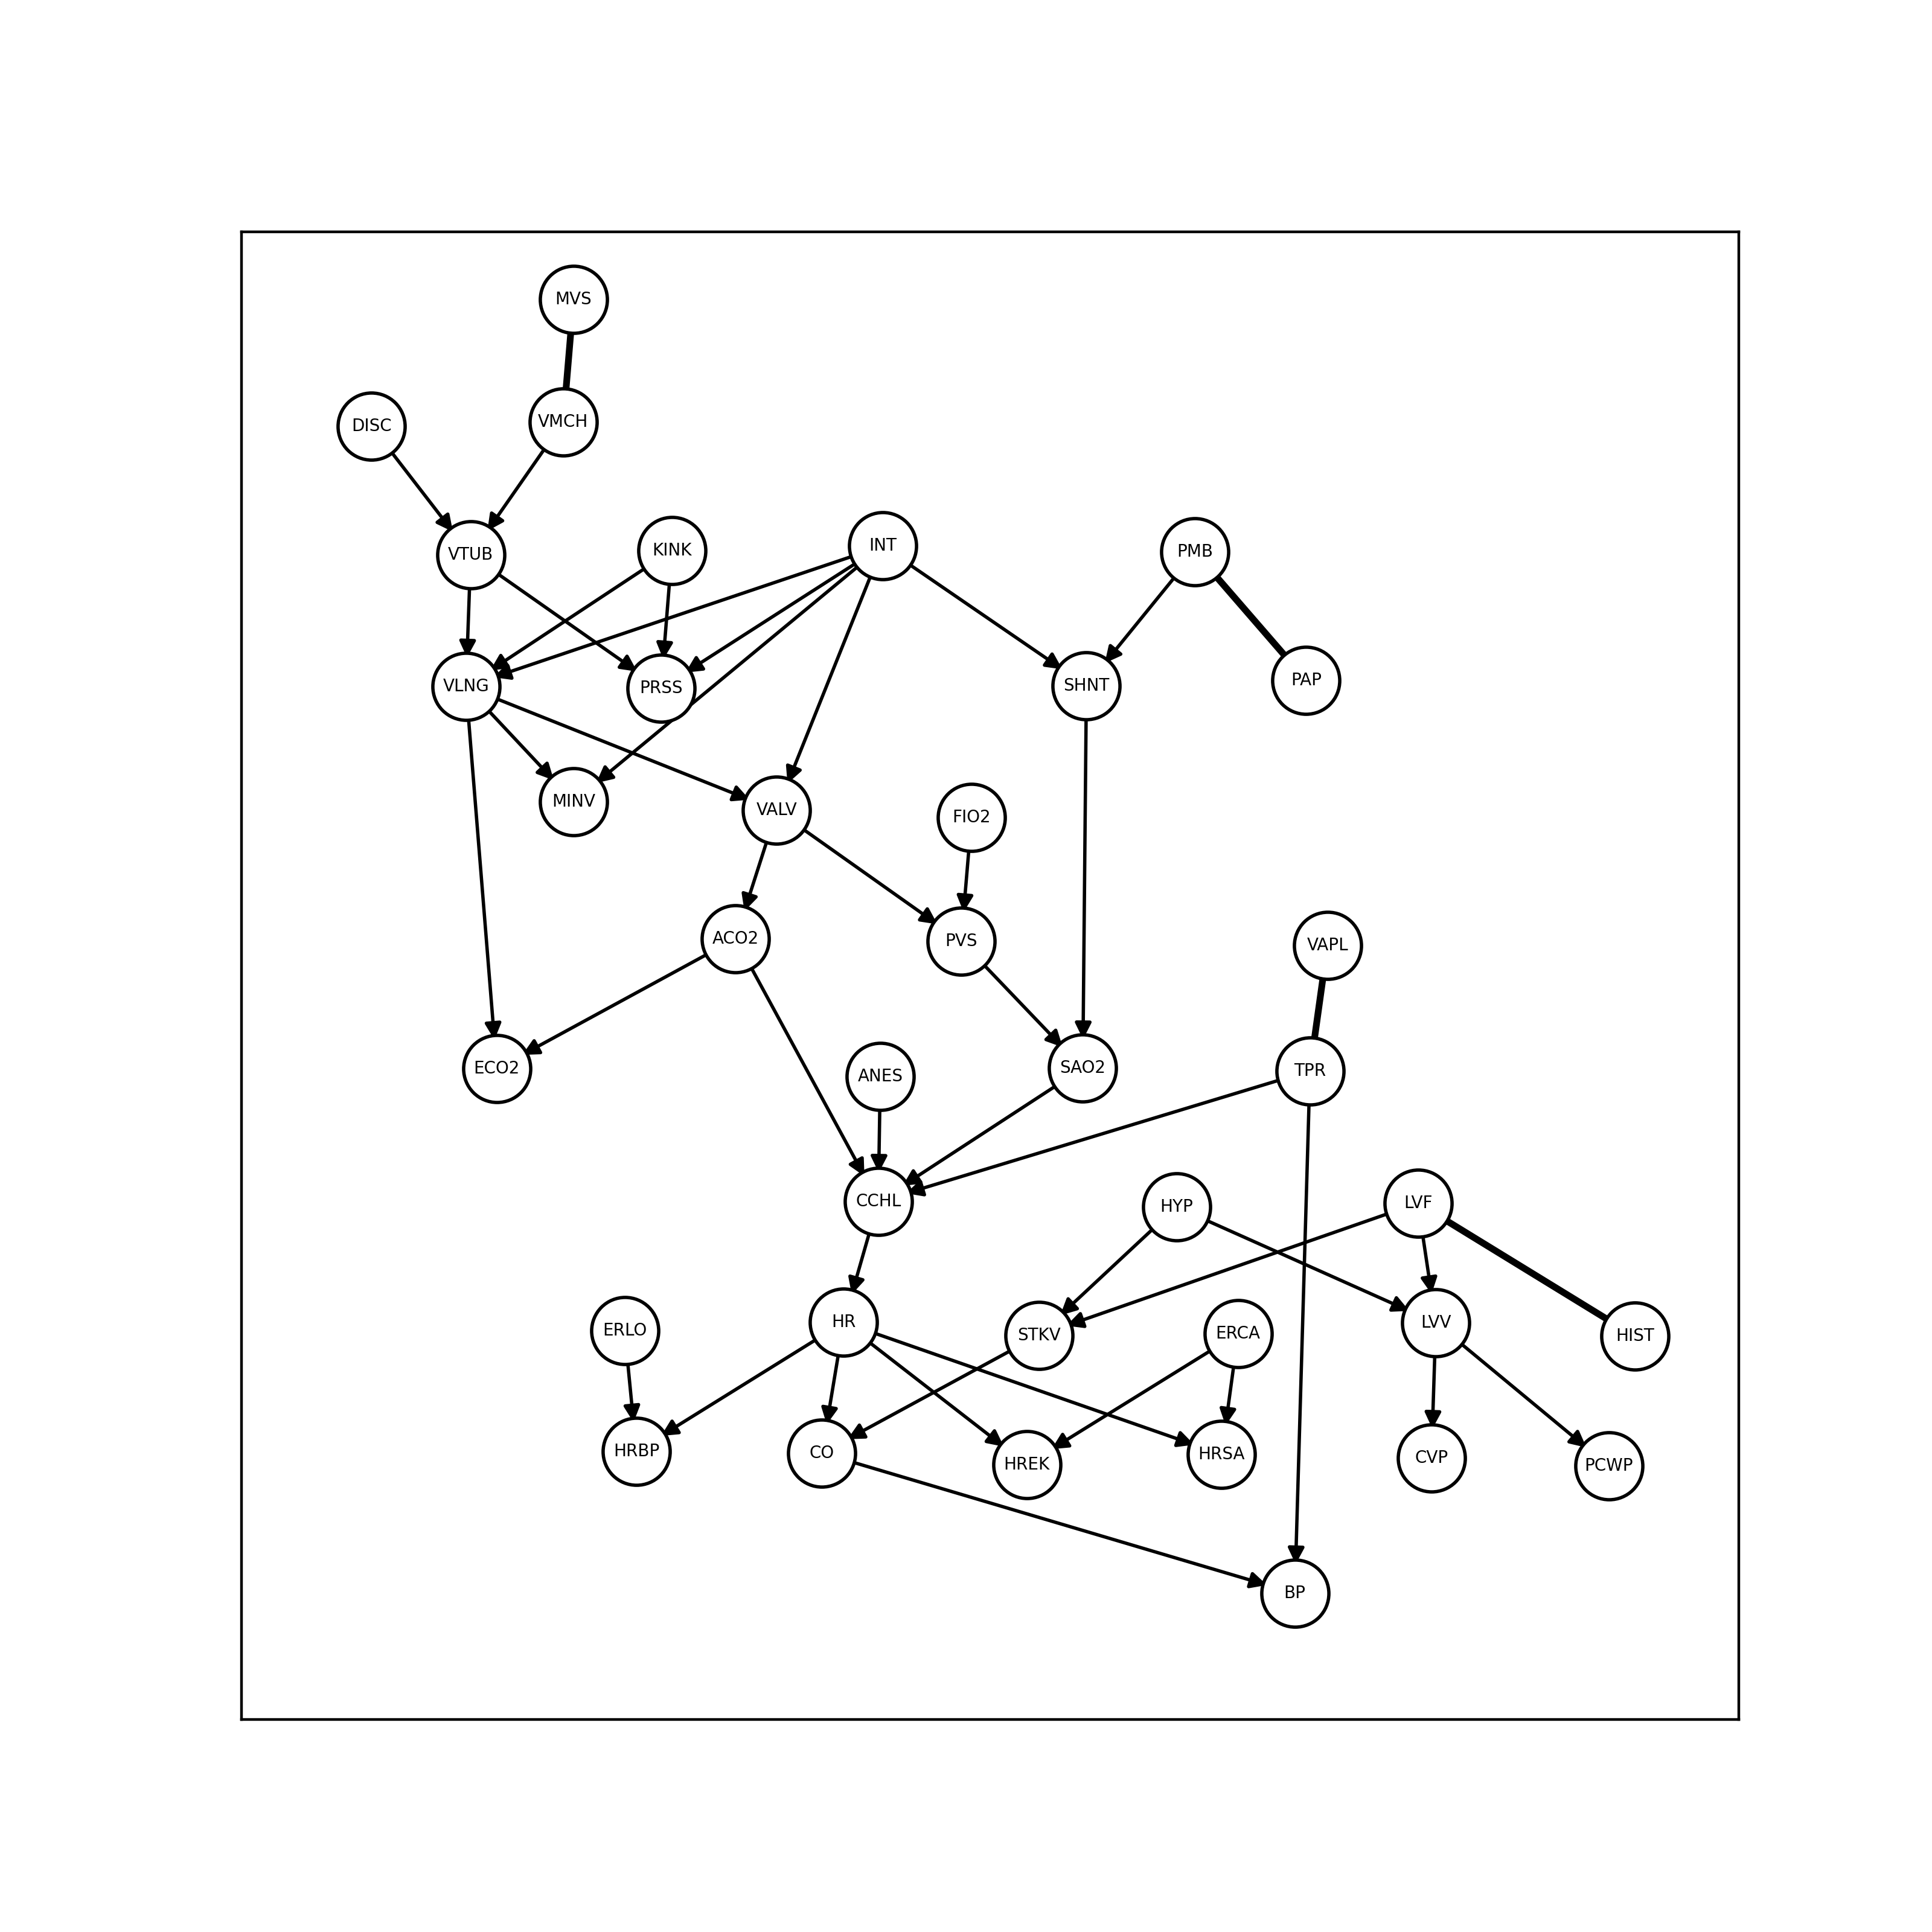 MVS
DISC
VMCH
VTUB
KINK
INT
PMB
VLNG
PRSS
SHNT
PAP
MINV
VALV
FIO2
ACO2
PVS
VAPL
ECO2
ANES
SAO2
TPR
CCHL
HYP
LVF
ERLO
HR
STKV
ERCA
LVV
HIST
HRBP
CO
HREK
HRSA
CVP
PCWP
BP